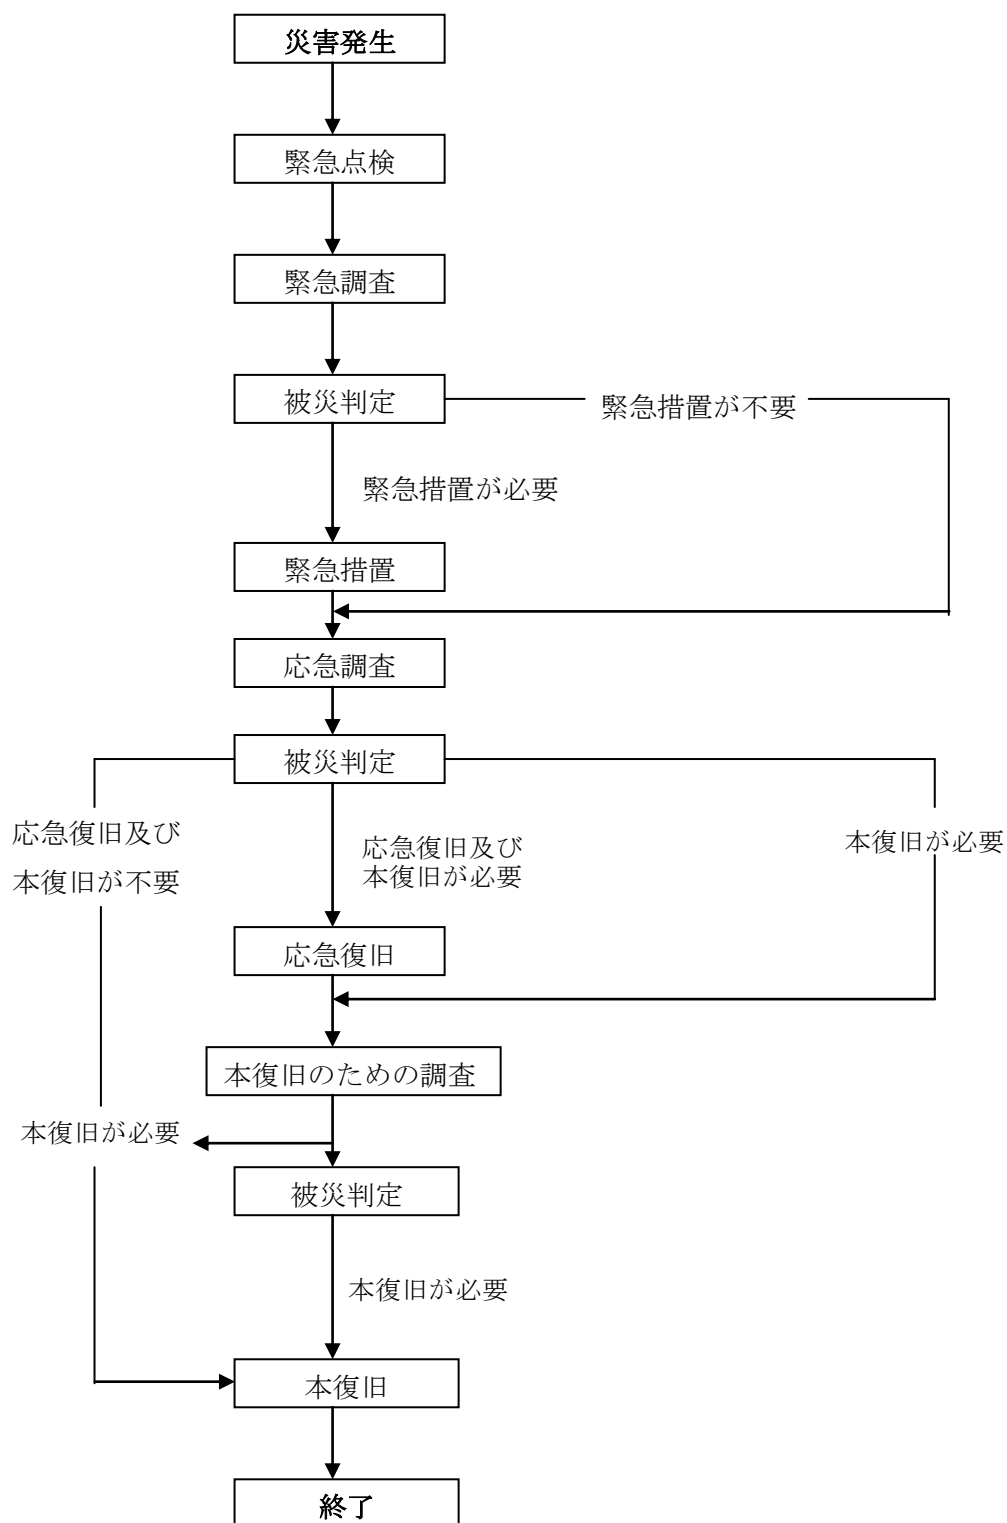 災害発生
緊急点検
緊急調査
被災判定
緊急措置が不要
緊急措置が必要
緊急措置
応急調査
被災判定
応急復旧及び
本復旧が不要
応急復旧及び
本復旧が必要
本復旧が必要
応急復旧
本復旧のための調査
本復旧が必要
被災判定
本復旧が必要
本復旧
終了